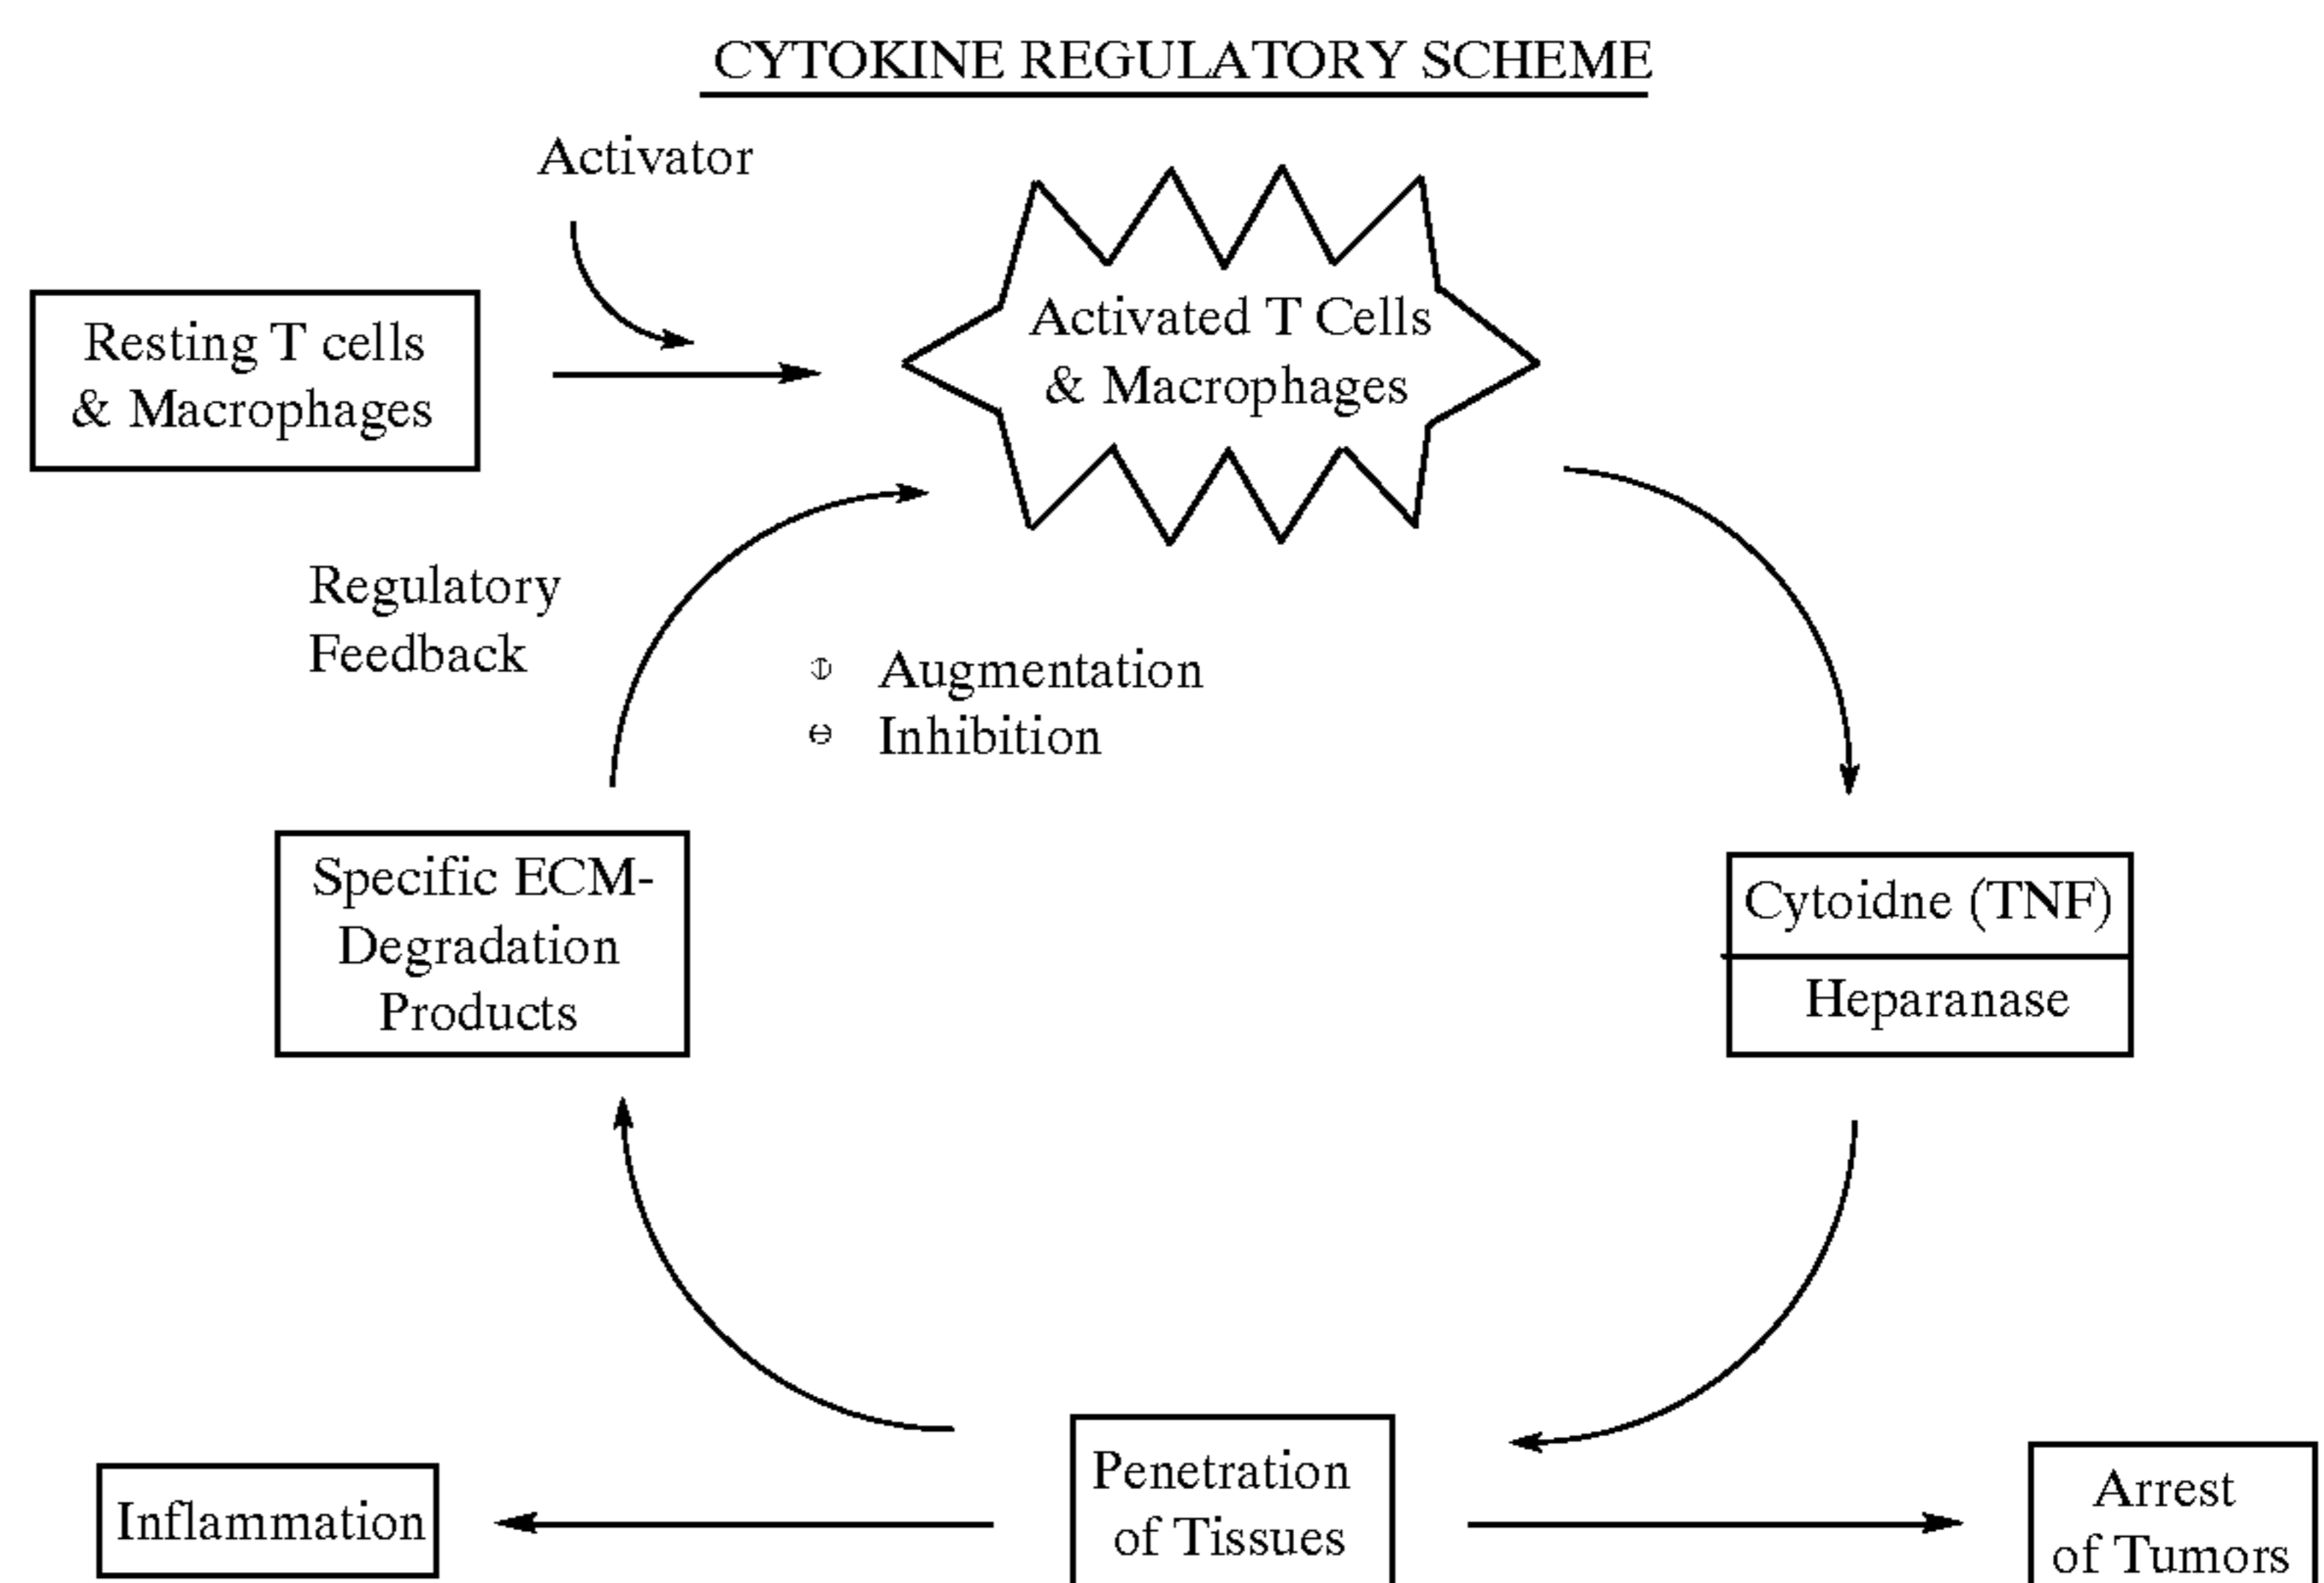 CYTOKINE REGULATORY SCHEME
Activator
Resting T cells
& Macrophages
Activated T Cells
& Macrophages
Regulatory
Feedback
⦶ Augmentation
⊖ Inhibition
Specific ECM-
Degradation
Products
Cytoidne (TNF)
Heparanase
Inflammation
Penetration
of Tissues
Arrest
of Tumors